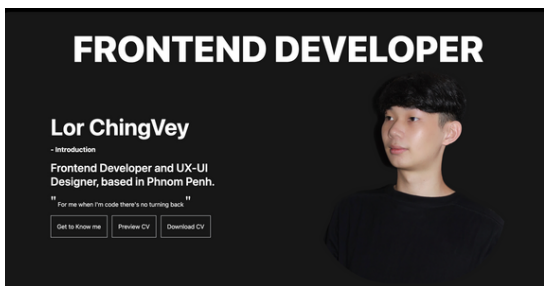 FRONTEND DEVELOPER
Lor ChingVey
- Introduction
Frontend Developer and UX-UI
Designer, based in Phnom Penh.
" For me when I'm code there's no turning back "
Get to Know me
Preview CV
Download CV